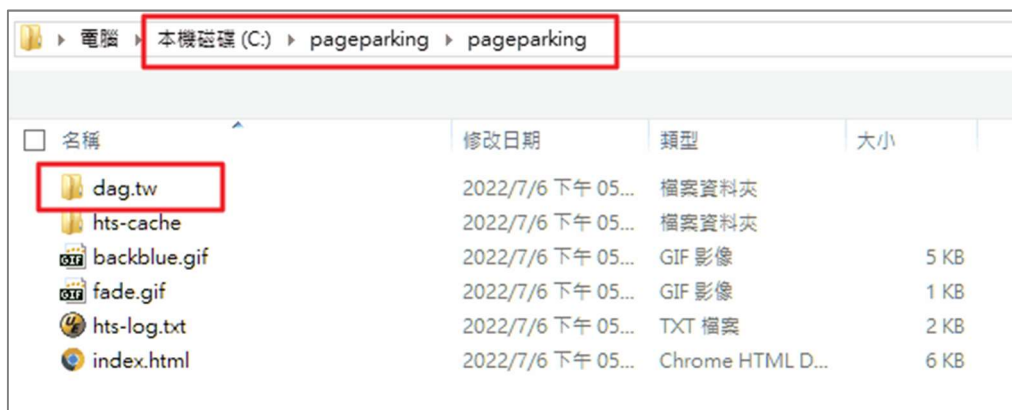 電腦 本機磁碟 (C:) pageparking pageparking
名稱 修改日期 類型 大小
dag.tw 2022/7/6 下午 05... 檔案資料夾
hts-cache 2022/7/6 下午 05... 檔案資料夾
backblue.gif 2022/7/6 下午 05... GIF 影像 5 KB
fade.gif 2022/7/6 下午 05... GIF 影像 1 KB
hts-log.txt 2022/7/6 下午 05... TXT 檔案 2 KB
index.html 2022/7/6 下午 05... Chrome HTML D... 6 KB